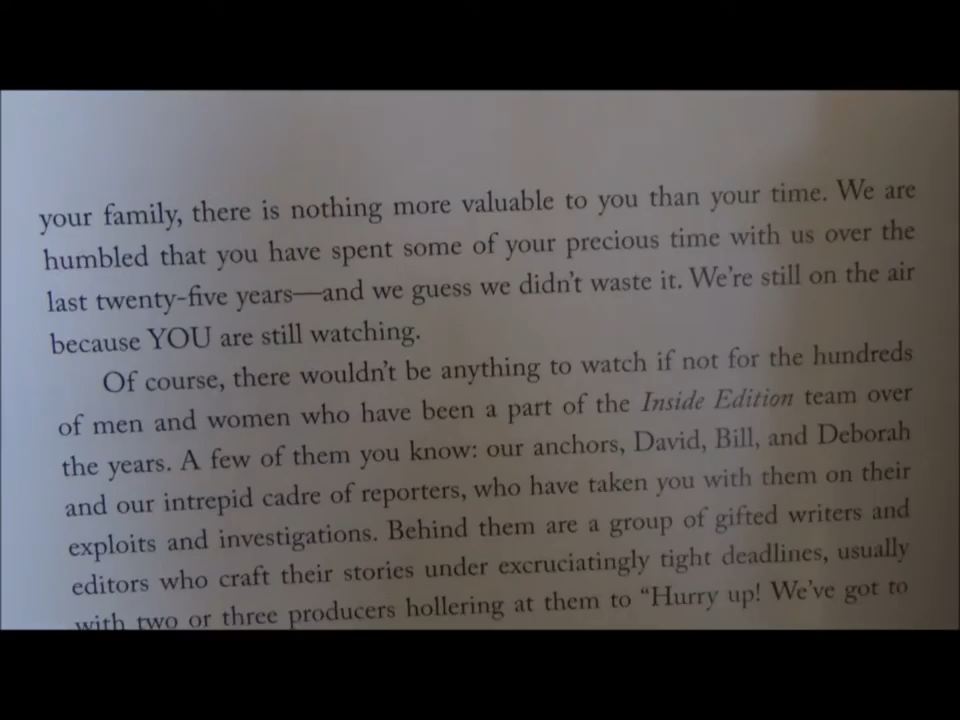 your family, there is nothing more valuable to you than your time. We are
humbled that you have spent some of your precious time with us over the
last twenty-five years—and we guess we didn't waste it. We're still on the air
because YOU are still watching.
Of course, there wouldn't be anything to watch if not for the hundreds
of men and women who have been a part of the Inside Edition team over
the years. A few of them you know: our anchors, David, Bill, and Deborah
and our intrepid cadre of reporters, who have taken you with them on their
exploits and investigations. Behind them are a group of gifted writers and
editors who craft their stories under excruciatingly tight deadlines, usually
with two or three producers hollering at them to “Hurry up! We've got to